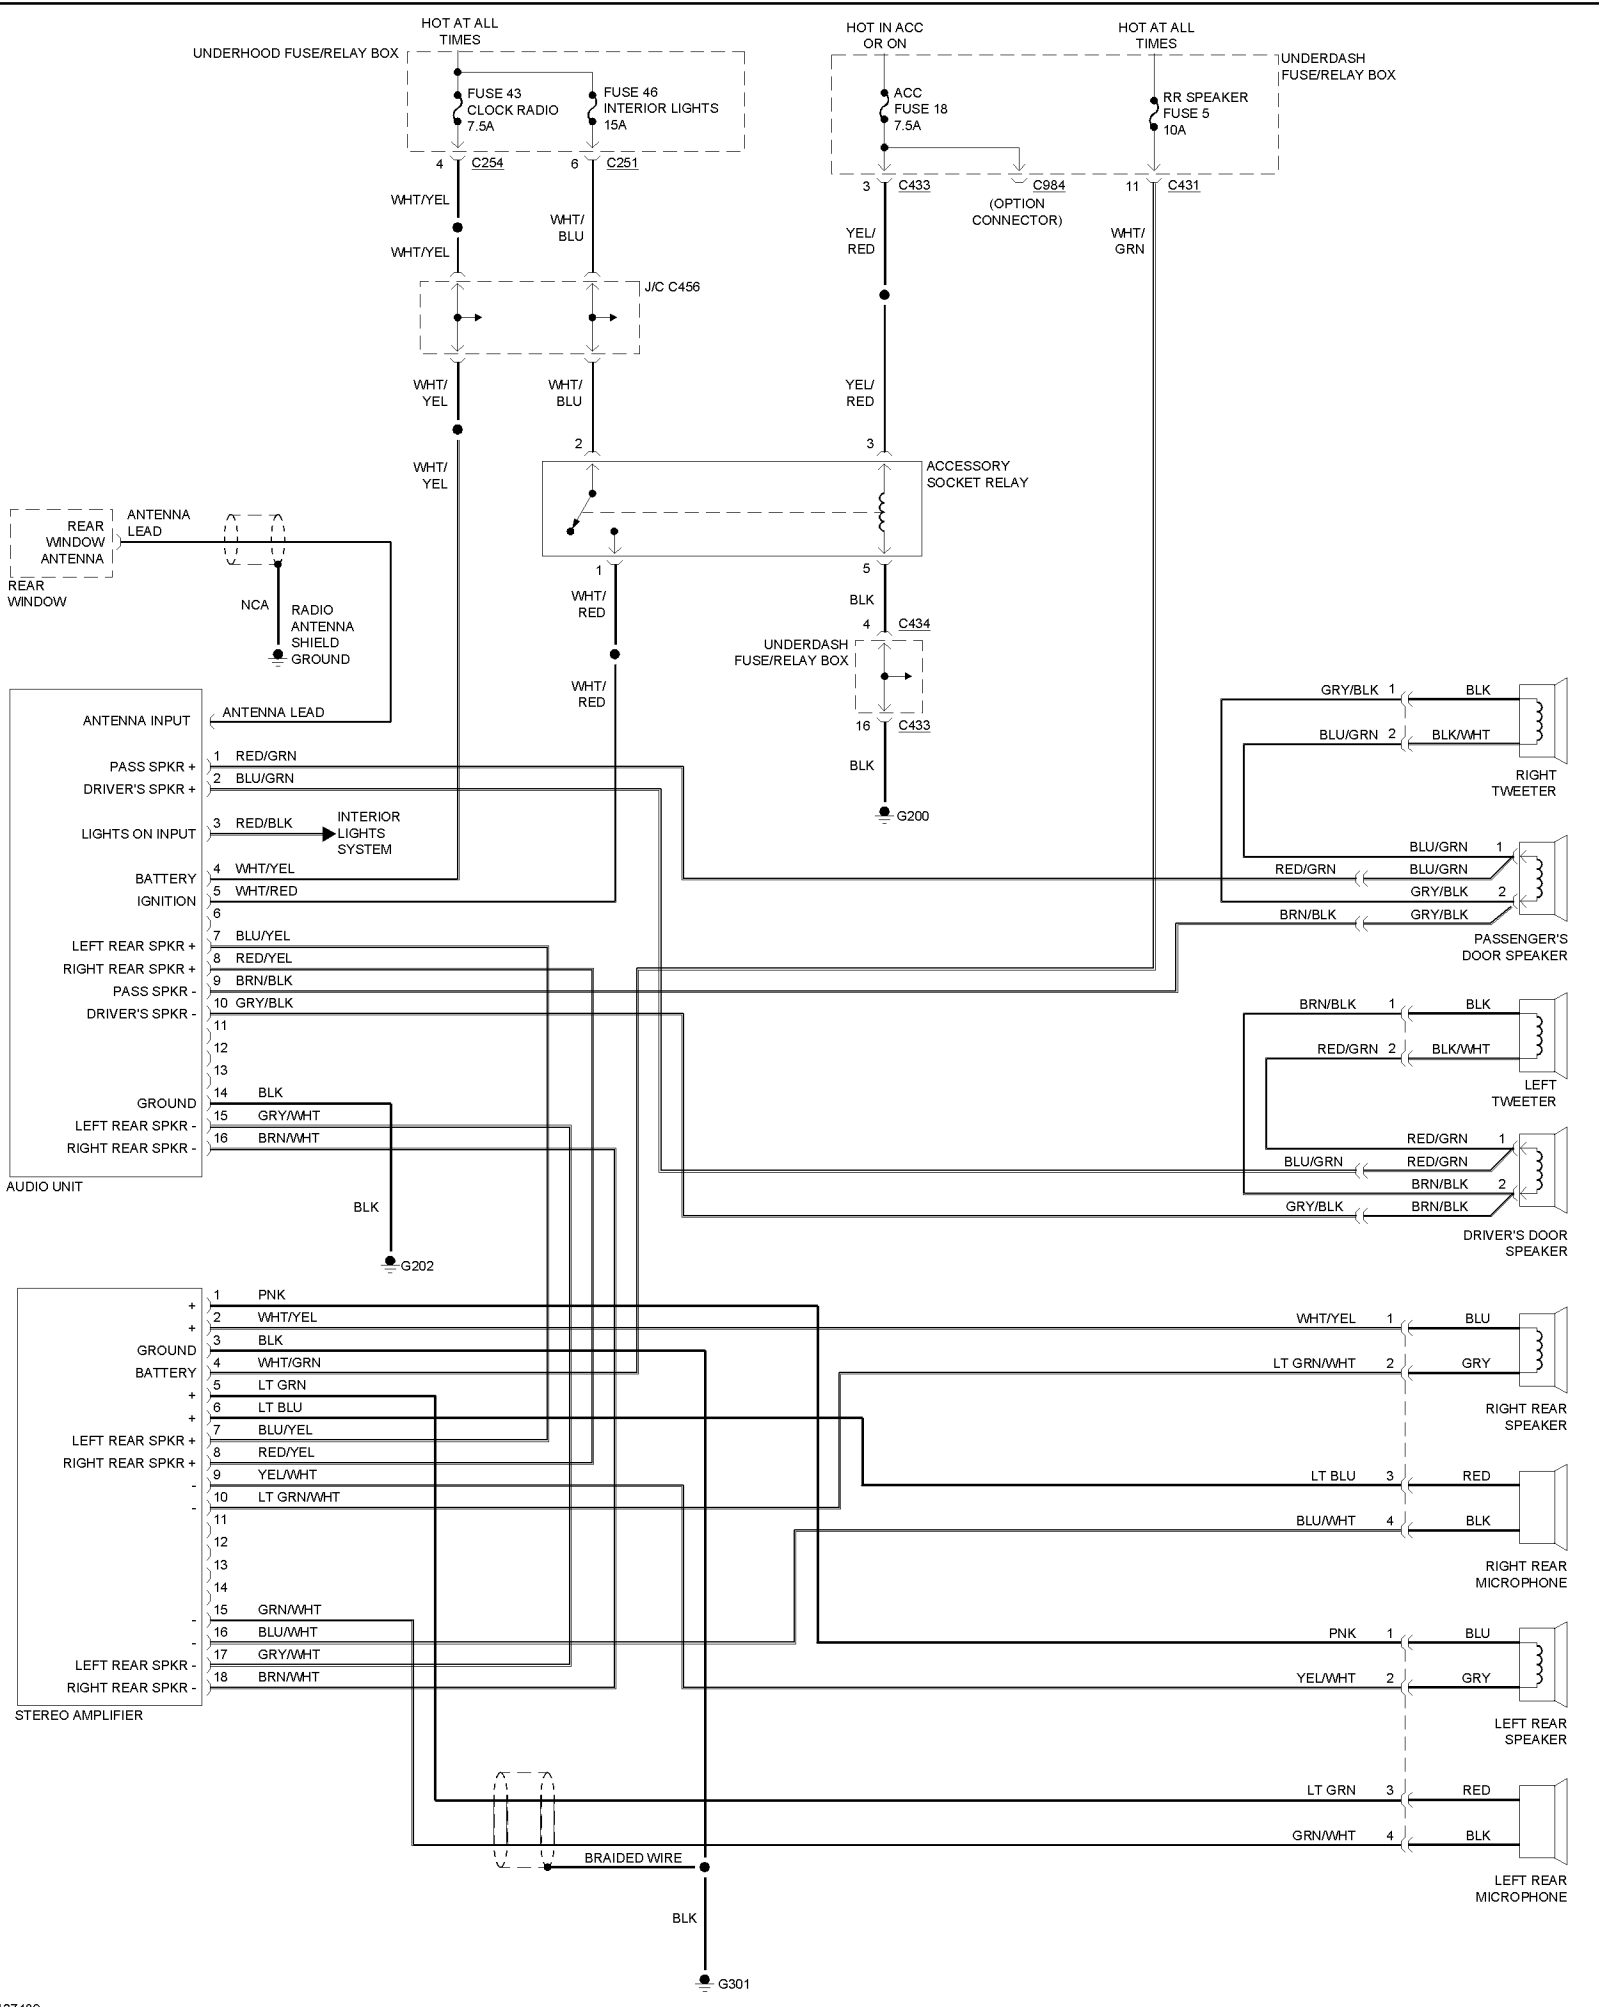 HOT AT ALL
TIMES
UNDERHOOD FUSE/RELAY BOX
FUSE 43
CLOCK RADIO
7.5A
FUSE 46
INTERIOR LIGHTS
15A
4 C254
6 C251
HOT IN ACC
OR ON
HOT AT ALL
TIMES
UNDERDASH
FUSE/RELAY BOX
ACC
FUSE 18
7.5A
RR SPEAKER
FUSE 5
10A
3 C433
C984
(OPTION
CONNECTOR)
11 C431
WHT/YEL
WHT/YEL
WHT/
BLU
YEL/
RED
WHT/
GRN
J/C C456
WHT/
YEL
WHT/
BLU
YEL/
RED
2
3
WHT/
YEL
ACCESSORY
SOCKET RELAY
REAR
WINDOW
ANTENNA
ANTENNA
LEAD
REAR
WINDOW
NCA
RADIO
ANTENNA
SHIELD
GROUND
1
WHT/
RED
WHT/
RED
5
BLK
4 C434
UNDERDASH
FUSE/RELAY BOX
16 C433
BLK
G200
ANTENNA INPUT ANTENNA LEAD
PASS SPKR + 1 RED/GRN
DRIVER'S SPKR + 2 BLU/GRN
LIGHTS ON INPUT 3 RED/BLK
INTERIOR
LIGHTS
SYSTEM
BATTERY 4 WHT/YEL
IGNITION 5 WHT/RED
6
LEFT REAR SPKR + 7 BLU/YEL
RIGHT REAR SPKR + 8 RED/YEL
PASS SPKR - 9 BRN/BLK
DRIVER'S SPKR - 10 GRY/BLK
11
12
13
GROUND 14 BLK
LEFT REAR SPKR - 15 GRY/WHT
RIGHT REAR SPKR - 16 BRN/WHT
AUDIO UNIT
BLK
G202
GRY/BLK 1 BLK
BLU/GRN 2 BLK/WHT
RIGHT
TWEETER
BLU/GRN 1
RED/GRN BLU/GRN
GRY/BLK 2
BRN/BLK GRY/BLK
PASSENGER'S
DOOR SPEAKER
BRN/BLK 1 BLK
RED/GRN 2 BLK/WHT
LEFT
TWEETER
RED/GRN 1
BLU/GRN RED/GRN
BRN/BLK 2
GRY/BLK BRN/BLK
DRIVER'S DOOR
SPEAKER
+ 1 PNK
+ 2 WHT/YEL
GROUND 3 BLK
BATTERY 4 WHT/GRN
+ 5 LT GRN
+ 6 LT BLU
LEFT REAR SPKR + 7 BLU/YEL
RIGHT REAR SPKR + 8 RED/YEL
- 9 YEL/WHT
- 10 LT GRN/WHT
11
12
13
14
- 15 GRN/WHT
- 16 BLU/WHT
LEFT REAR SPKR - 17 GRY/WHT
RIGHT REAR SPKR - 18 BRN/WHT
STEREO AMPLIFIER
WHT/YEL 1 BLU
LT GRN/WHT 2 GRY
RIGHT REAR
SPEAKER
LT BLU 3 RED
BLU/WHT 4 BLK
RIGHT REAR
MICROPHONE
PNK 1 BLU
YEL/WHT 2 GRY
LEFT REAR
SPEAKER
LT GRN 3 RED
GRN/WHT 4 BLK
LEFT REAR
MICROPHONE
BRAIDED WIRE
BLK
G301